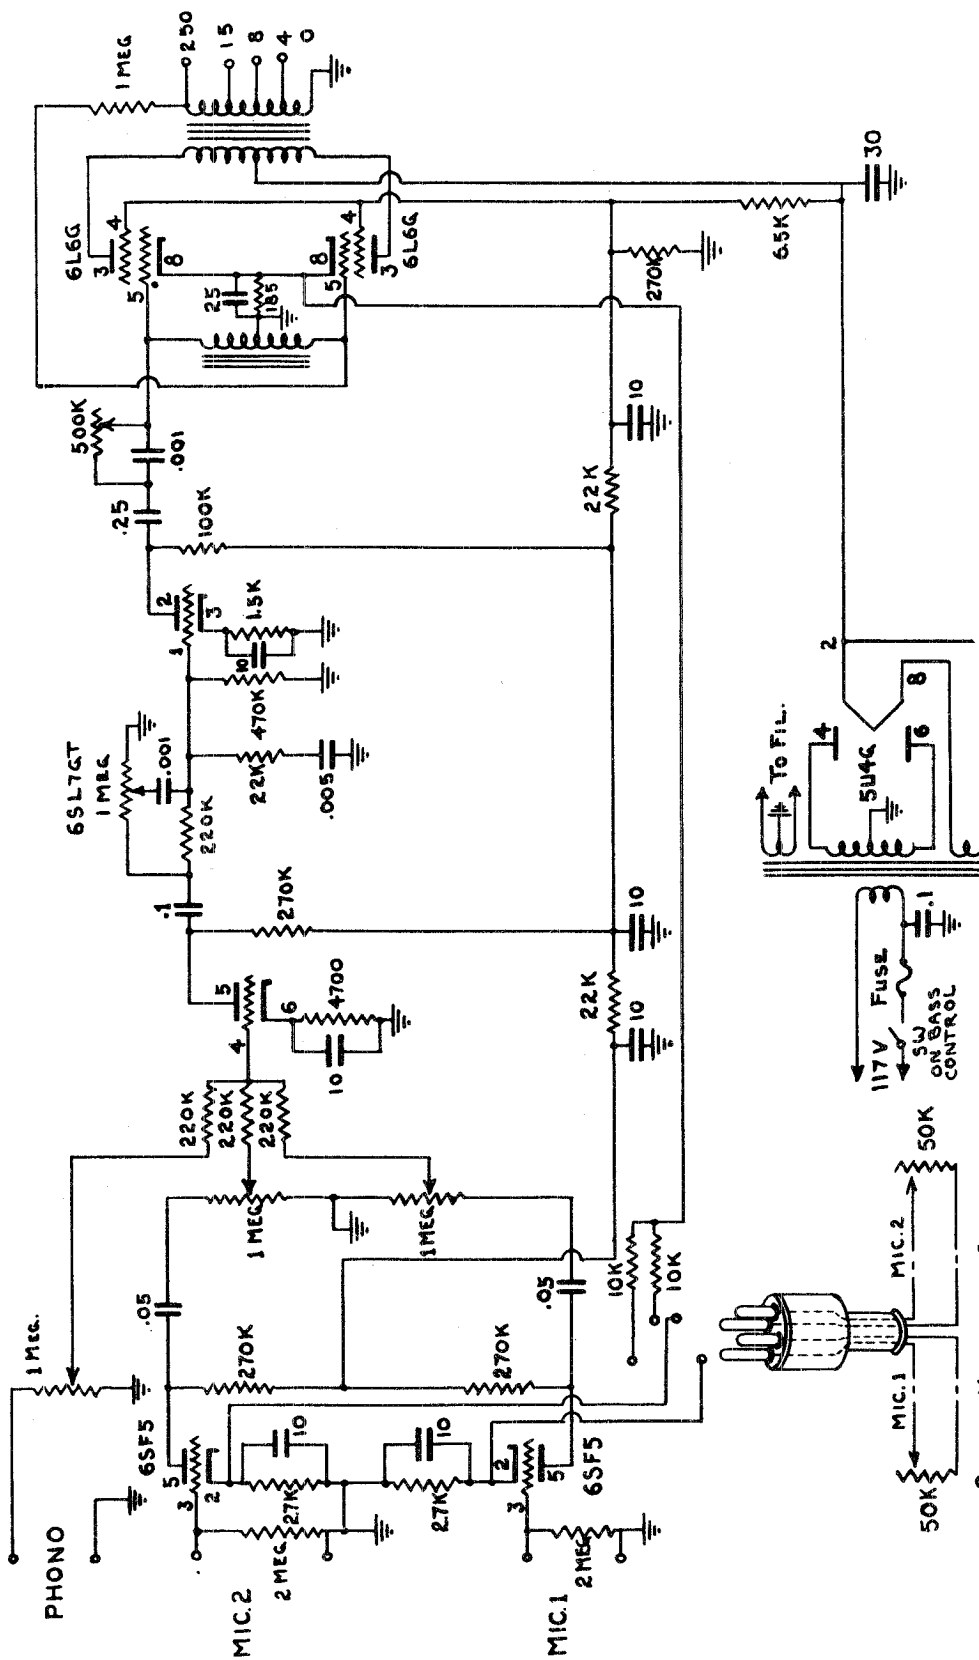 PHONO
1 MEG.
MIC.2
2 MEG
3
5
2
6SF5
27K
10
270K
.05
1 MEG
220K
220K
220K
4
5
6
4700
10
270K
.1
220K
6SL7GT
1 MEG
.001
22K
.005
470K
1
2
3
10
1.5K
100K
.25
500K
.001
5
6L6G
3
4
8
25
185
8
5
4
3
6L6G
1 MEG
250
15
8
4
0
MIC.1
2 MEG
3
2
5
6SF5
27K
10
270K
.05
1 MEG
10K
10K
22K
10
10
22K
10
270K
6.5K
30
50K
MIC.1
MIC.2
50K
117V
FUSE
SW
ON BASS
CONTROL
.1
TO FIL.
5U4G
4
6
8
2